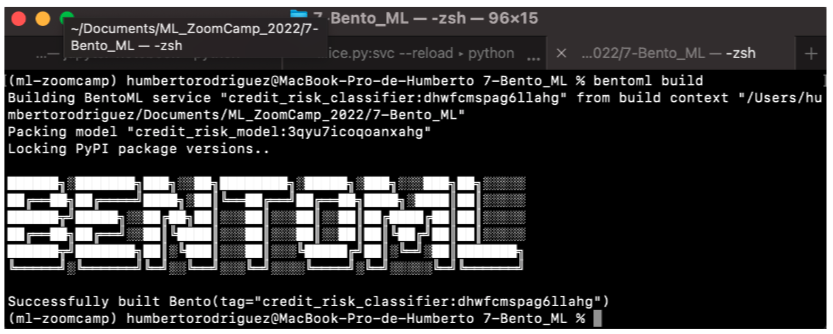 7-Bento_ML — -zsh — 96×15
~/Documents/ML_ZoomCamp_2022/7-
Bento_ML — -zsh
ice.py:svc --reload ▸ python ...
...022/7-Bento_ML — -zsh
(ml-zoomcamp) humbertorodriguez@MacBook-Pro-de-Humberto 7-Bento_ML % bentoml build
Building BentoML service "credit_risk_classifier:dhwfcmspag6llahg" from build context "/Users/hu
mbertorodriguez/Documents/ML_ZoomCamp_2022/7-Bento_ML"
Packing model "credit_risk_model:3qyu7icoqoanxahg"
Locking PyPI package versions..
BENTOML
Successfully built Bento(tag="credit_risk_classifier:dhwfcmspag6llahg")
(ml-zoomcamp) humbertorodriguez@MacBook-Pro-de-Humberto 7-Bento_ML %